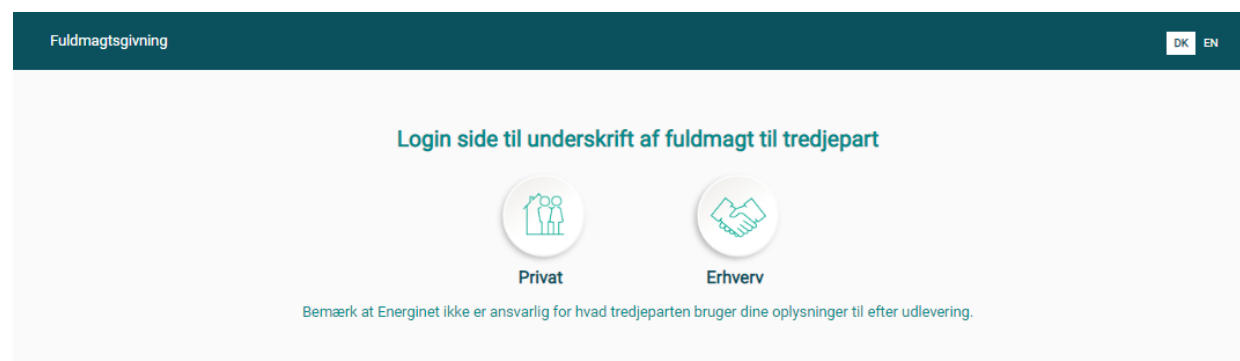 Fuldmagtsgivning
DK EN
Login side til underskrift af fuldmagt til tredjepart
Privat
Erhverv
Bemærk at Energinet ikke er ansvarlig for hvad tredjeparten bruger dine oplysninger til efter udlevering.